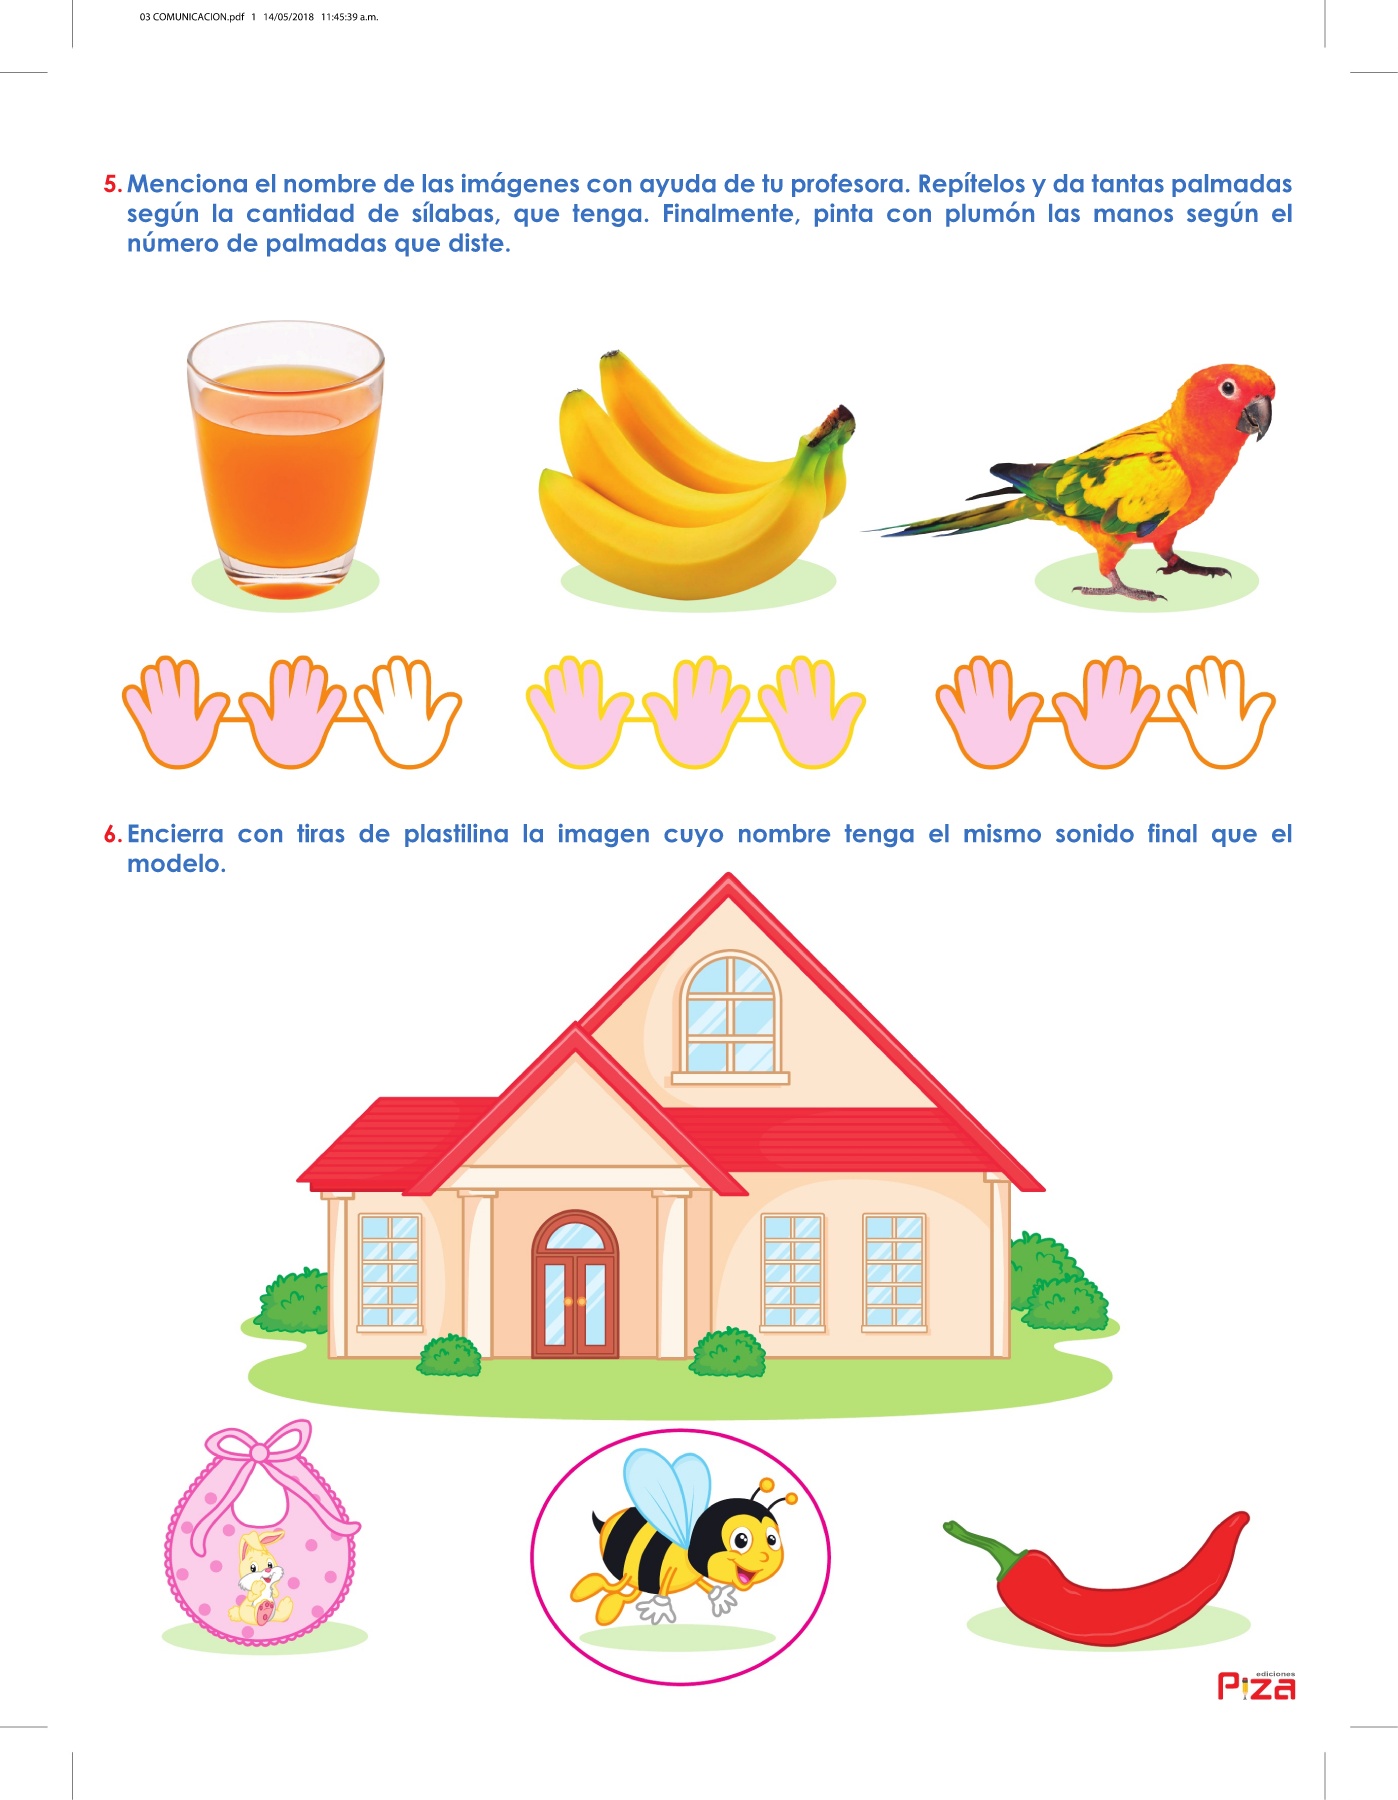 03 COMUNICACION.pdf 1 14/05/2018 11:45:39 a.m.
5. Menciona el nombre de las imágenes con ayuda de tu profesora. Repítelos y da tantas palmadas
según la cantidad de sílabas, que tenga. Finalmente, pinta con plumón las manos según el
número de palmadas que diste.
6. Encierra con tiras de plastilina la imagen cuyo nombre tenga el mismo sonido final que el
modelo.
ediciones
Piza